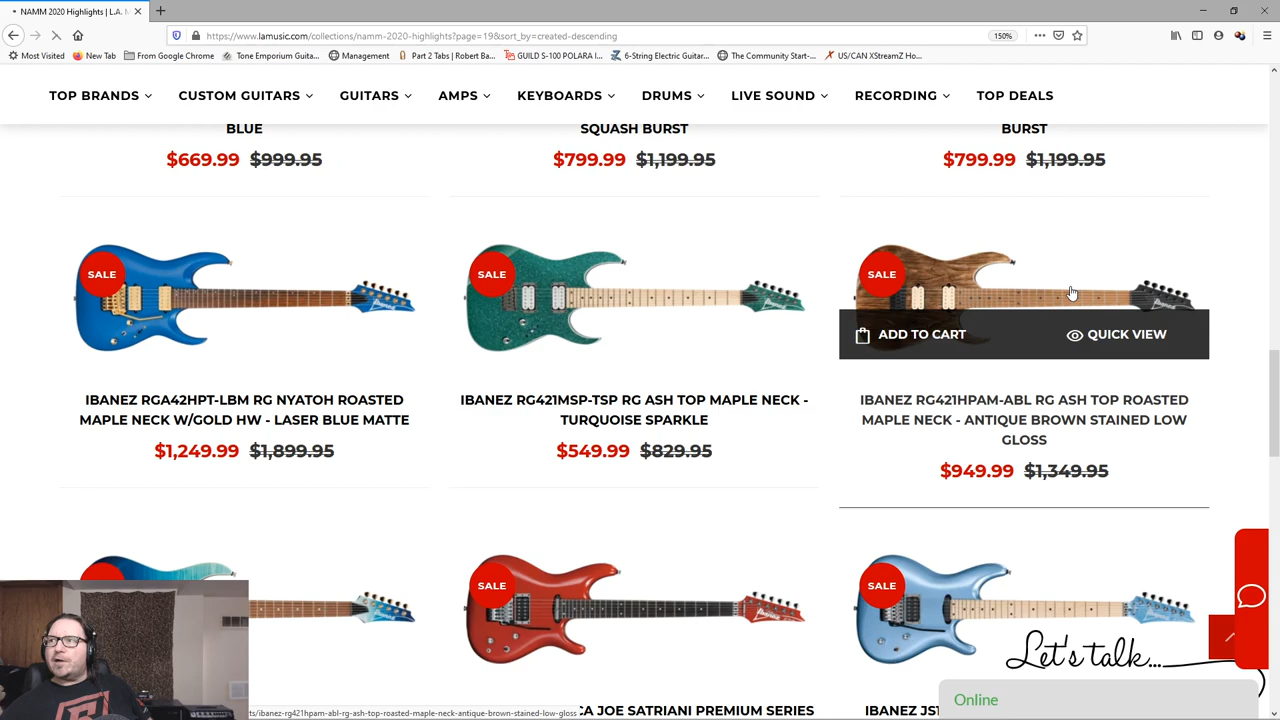 NAMM 2020 Highlights | L.A. M
https://www.lamusic.com/collections/namm-2020-highlights?page=19&sort_by=created-descending
150%
Most Visited New Tab From Google Chrome Tone Emporium Guita... Management Part 2 Tabs | Robert Ba... GUILD S-100 POLARA I... 6-String Electric Guitar... The Community Start-... US/CAN XStreamZ Ho...
TOP BRANDS CUSTOM GUITARS GUITARS AMPS KEYBOARDS DRUMS LIVE SOUND RECORDING TOP DEALS
BLUE SQUASH BURST BURST
$669.99 $999.95 $799.99 $1,199.95 $799.99 $1,199.95
SALE SALE SALE
Ibanez Ibanez
ADD TO CART QUICK VIEW
IBANEZ RGA42HPT-LBM RG NYATOH ROASTED
MAPLE NECK W/GOLD HW - LASER BLUE MATTE
$1,249.99 $1,899.95
IBANEZ RG421MSP-TSP RG ASH TOP MAPLE NECK -
TURQUOISE SPARKLE
$549.99 $829.95
IBANEZ RG421HPAM-ABL RG ASH TOP ROASTED
MAPLE NECK - ANTIQUE BROWN STAINED LOW
GLOSS
$949.99 $1,349.95
SALE SALE
Ibanez
Let's talk...
Online
CA JOE SATRIANI PREMIUM SERIES
ts/ibanez-rg421hpam-abl-rg-ash-top-roasted-maple-neck-antique-brown-stained-low-gloss